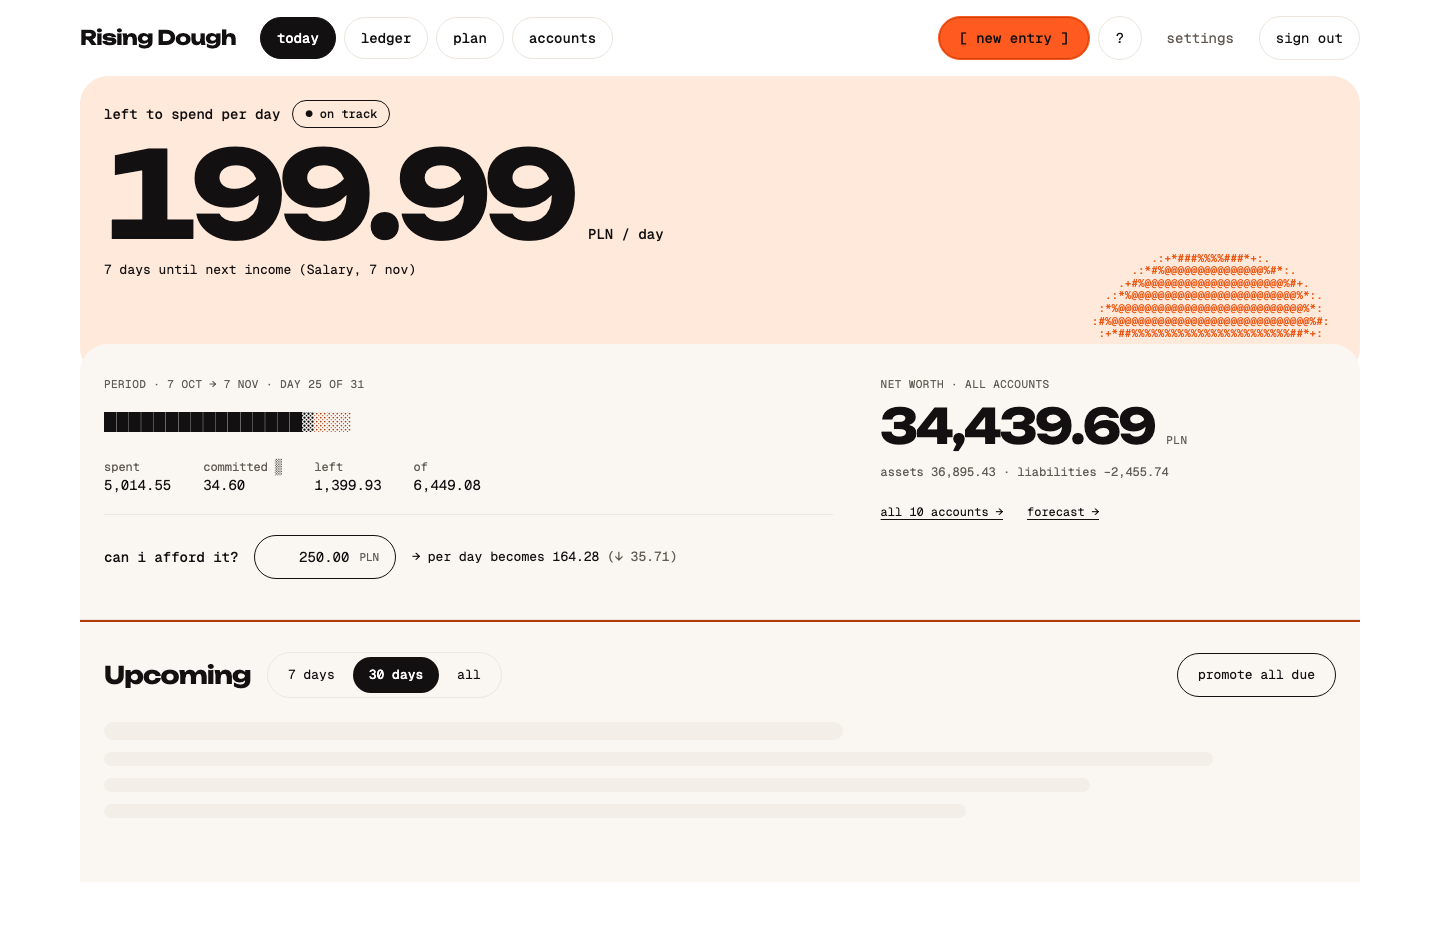 Rising Dough
today
ledger
plan
accounts
[ new entry ]
?
settings
sign out
left to spend per day
● on track
199.99 PLN / day
7 days until next income (Salary, 7 nov)
PERIOD · 7 OCT → 7 NOV · DAY 25 OF 31
spent
committed ▒
left
of
5,014.55
34.60
1,399.93
6,449.08
can i afford it?
250.00 PLN
→ per day becomes 164.28 (↓ 35.71)
NET WORTH · ALL ACCOUNTS
34,439.69 PLN
assets 36,895.43 · liabilities −2,455.74
all 10 accounts →
forecast →
Upcoming
7 days
30 days
all
promote all due